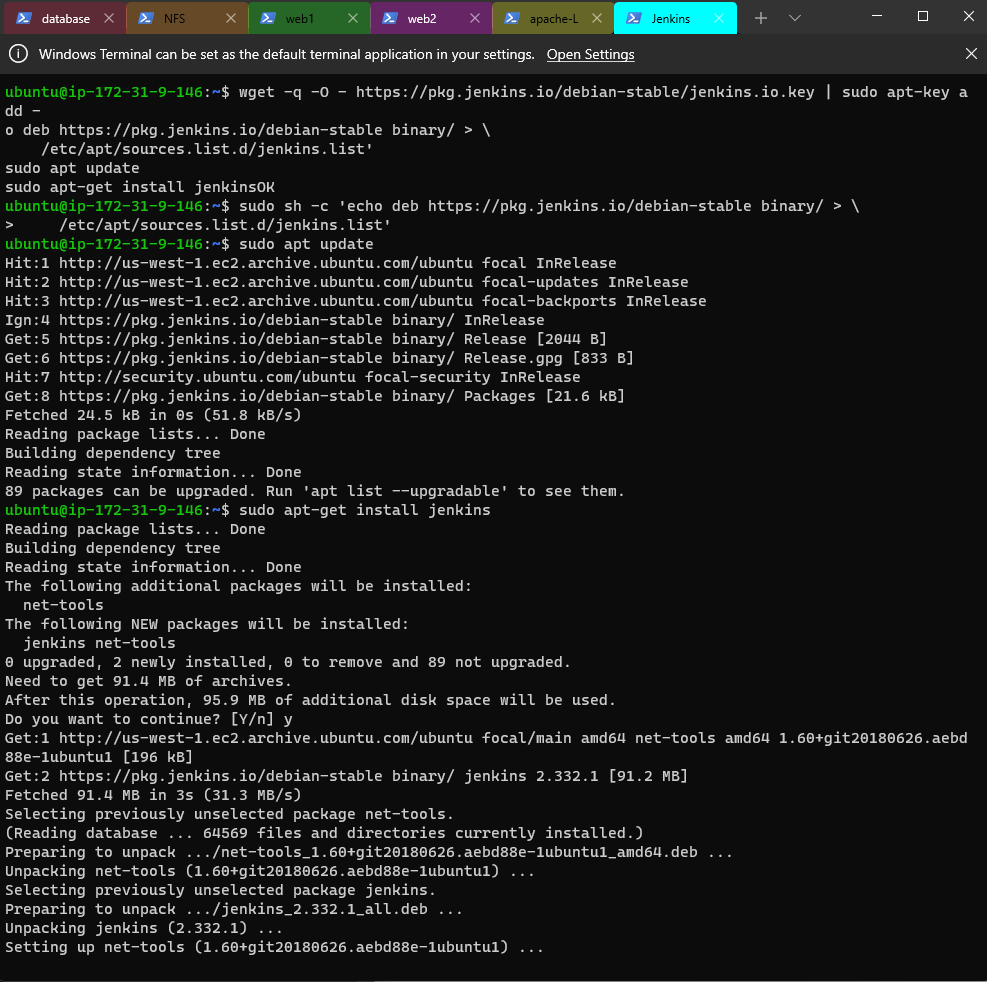 database NFS web1 web2 apache-L Jenkins
Windows Terminal can be set as the default terminal application in your settings. Open Settings
ubuntu@ip-172-31-9-146:~$ wget -q -O - https://pkg.jenkins.io/debian-stable/jenkins.io.key | sudo apt-key a
dd -
o deb https://pkg.jenkins.io/debian-stable binary/ > \
    /etc/apt/sources.list.d/jenkins.list'
sudo apt update
sudo apt-get install jenkinsOK
ubuntu@ip-172-31-9-146:~$ sudo sh -c 'echo deb https://pkg.jenkins.io/debian-stable binary/ > \
>     /etc/apt/sources.list.d/jenkins.list'
ubuntu@ip-172-31-9-146:~$ sudo apt update
Hit:1 http://us-west-1.ec2.archive.ubuntu.com/ubuntu focal InRelease
Hit:2 http://us-west-1.ec2.archive.ubuntu.com/ubuntu focal-updates InRelease
Hit:3 http://us-west-1.ec2.archive.ubuntu.com/ubuntu focal-backports InRelease
Ign:4 https://pkg.jenkins.io/debian-stable binary/ InRelease
Get:5 https://pkg.jenkins.io/debian-stable binary/ Release [2044 B]
Get:6 https://pkg.jenkins.io/debian-stable binary/ Release.gpg [833 B]
Hit:7 http://security.ubuntu.com/ubuntu focal-security InRelease
Get:8 https://pkg.jenkins.io/debian-stable binary/ Packages [21.6 kB]
Fetched 24.5 kB in 0s (51.8 kB/s)
Reading package lists... Done
Building dependency tree
Reading state information... Done
89 packages can be upgraded. Run 'apt list --upgradable' to see them.
ubuntu@ip-172-31-9-146:~$ sudo apt-get install jenkins
Reading package lists... Done
Building dependency tree
Reading state information... Done
The following additional packages will be installed:
  net-tools
The following NEW packages will be installed:
  jenkins net-tools
0 upgraded, 2 newly installed, 0 to remove and 89 not upgraded.
Need to get 91.4 MB of archives.
After this operation, 95.9 MB of additional disk space will be used.
Do you want to continue? [Y/n] y
Get:1 http://us-west-1.ec2.archive.ubuntu.com/ubuntu focal/main amd64 net-tools amd64 1.60+git20180626.aebd
88e-1ubuntu1 [196 kB]
Get:2 https://pkg.jenkins.io/debian-stable binary/ jenkins 2.332.1 [91.2 MB]
Fetched 91.4 MB in 3s (31.3 MB/s)
Selecting previously unselected package net-tools.
(Reading database ... 64569 files and directories currently installed.)
Preparing to unpack .../net-tools_1.60+git20180626.aebd88e-1ubuntu1_amd64.deb ...
Unpacking net-tools (1.60+git20180626.aebd88e-1ubuntu1) ...
Selecting previously unselected package jenkins.
Preparing to unpack .../jenkins_2.332.1_all.deb ...
Unpacking jenkins (2.332.1) ...
Setting up net-tools (1.60+git20180626.aebd88e-1ubuntu1) ...